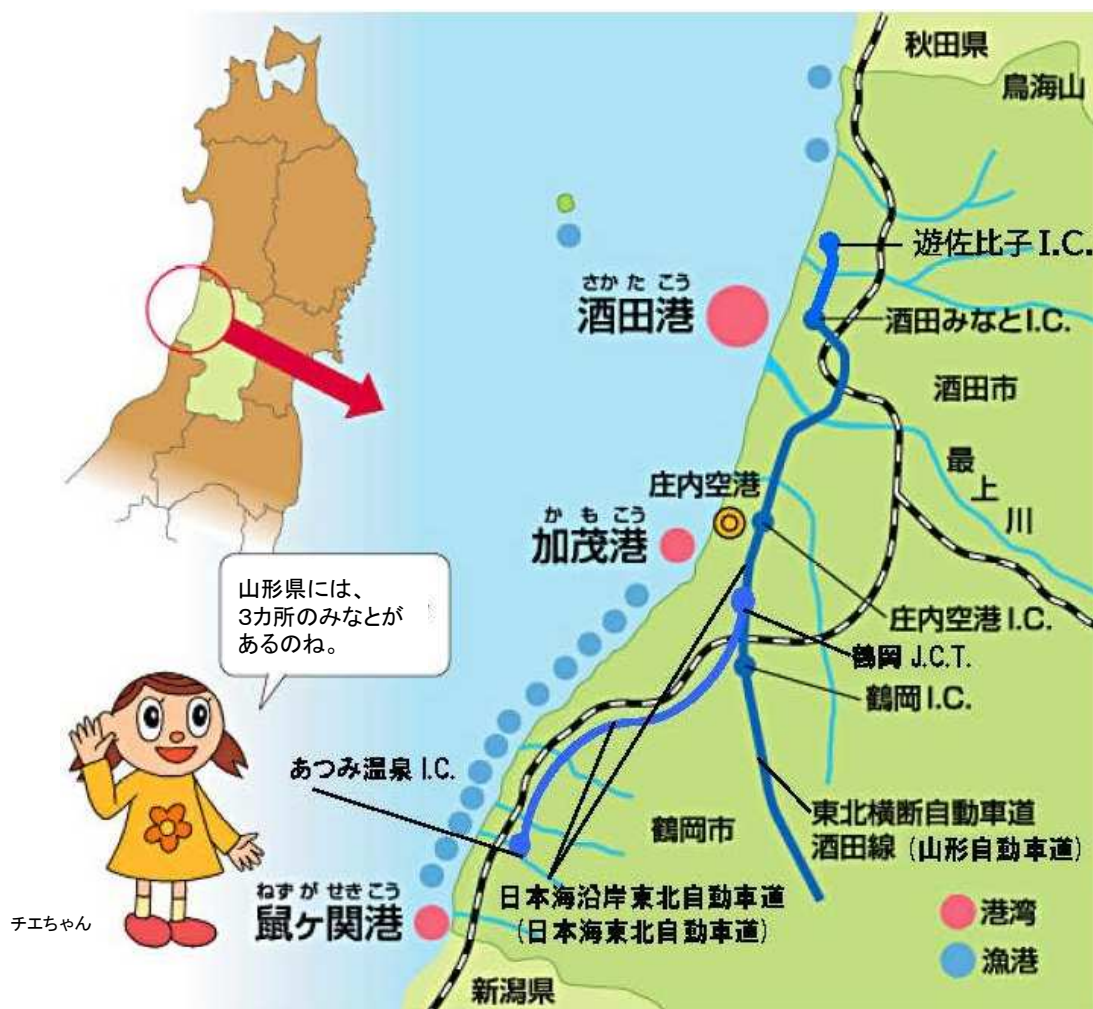 秋田県
鳥海山
遊佐比子 I.C.
さかたこう
酒田港
酒田みなと I.C.
酒田市
最上川
庄内空港
かもこう
加茂港
山形県には、
３カ所のみなとが
あるのね。
庄内空港 I.C.
鶴岡 J.C.T.
鶴岡 I.C.
あつみ温泉 I.C.
鶴岡市
東北横断自動車道
酒田線 (山形自動車道)
日本海沿岸東北自動車道
(日本海東北自動車道)
ねずがせきこう
鼠ヶ関港
チエちゃん
港湾
漁港
新潟県